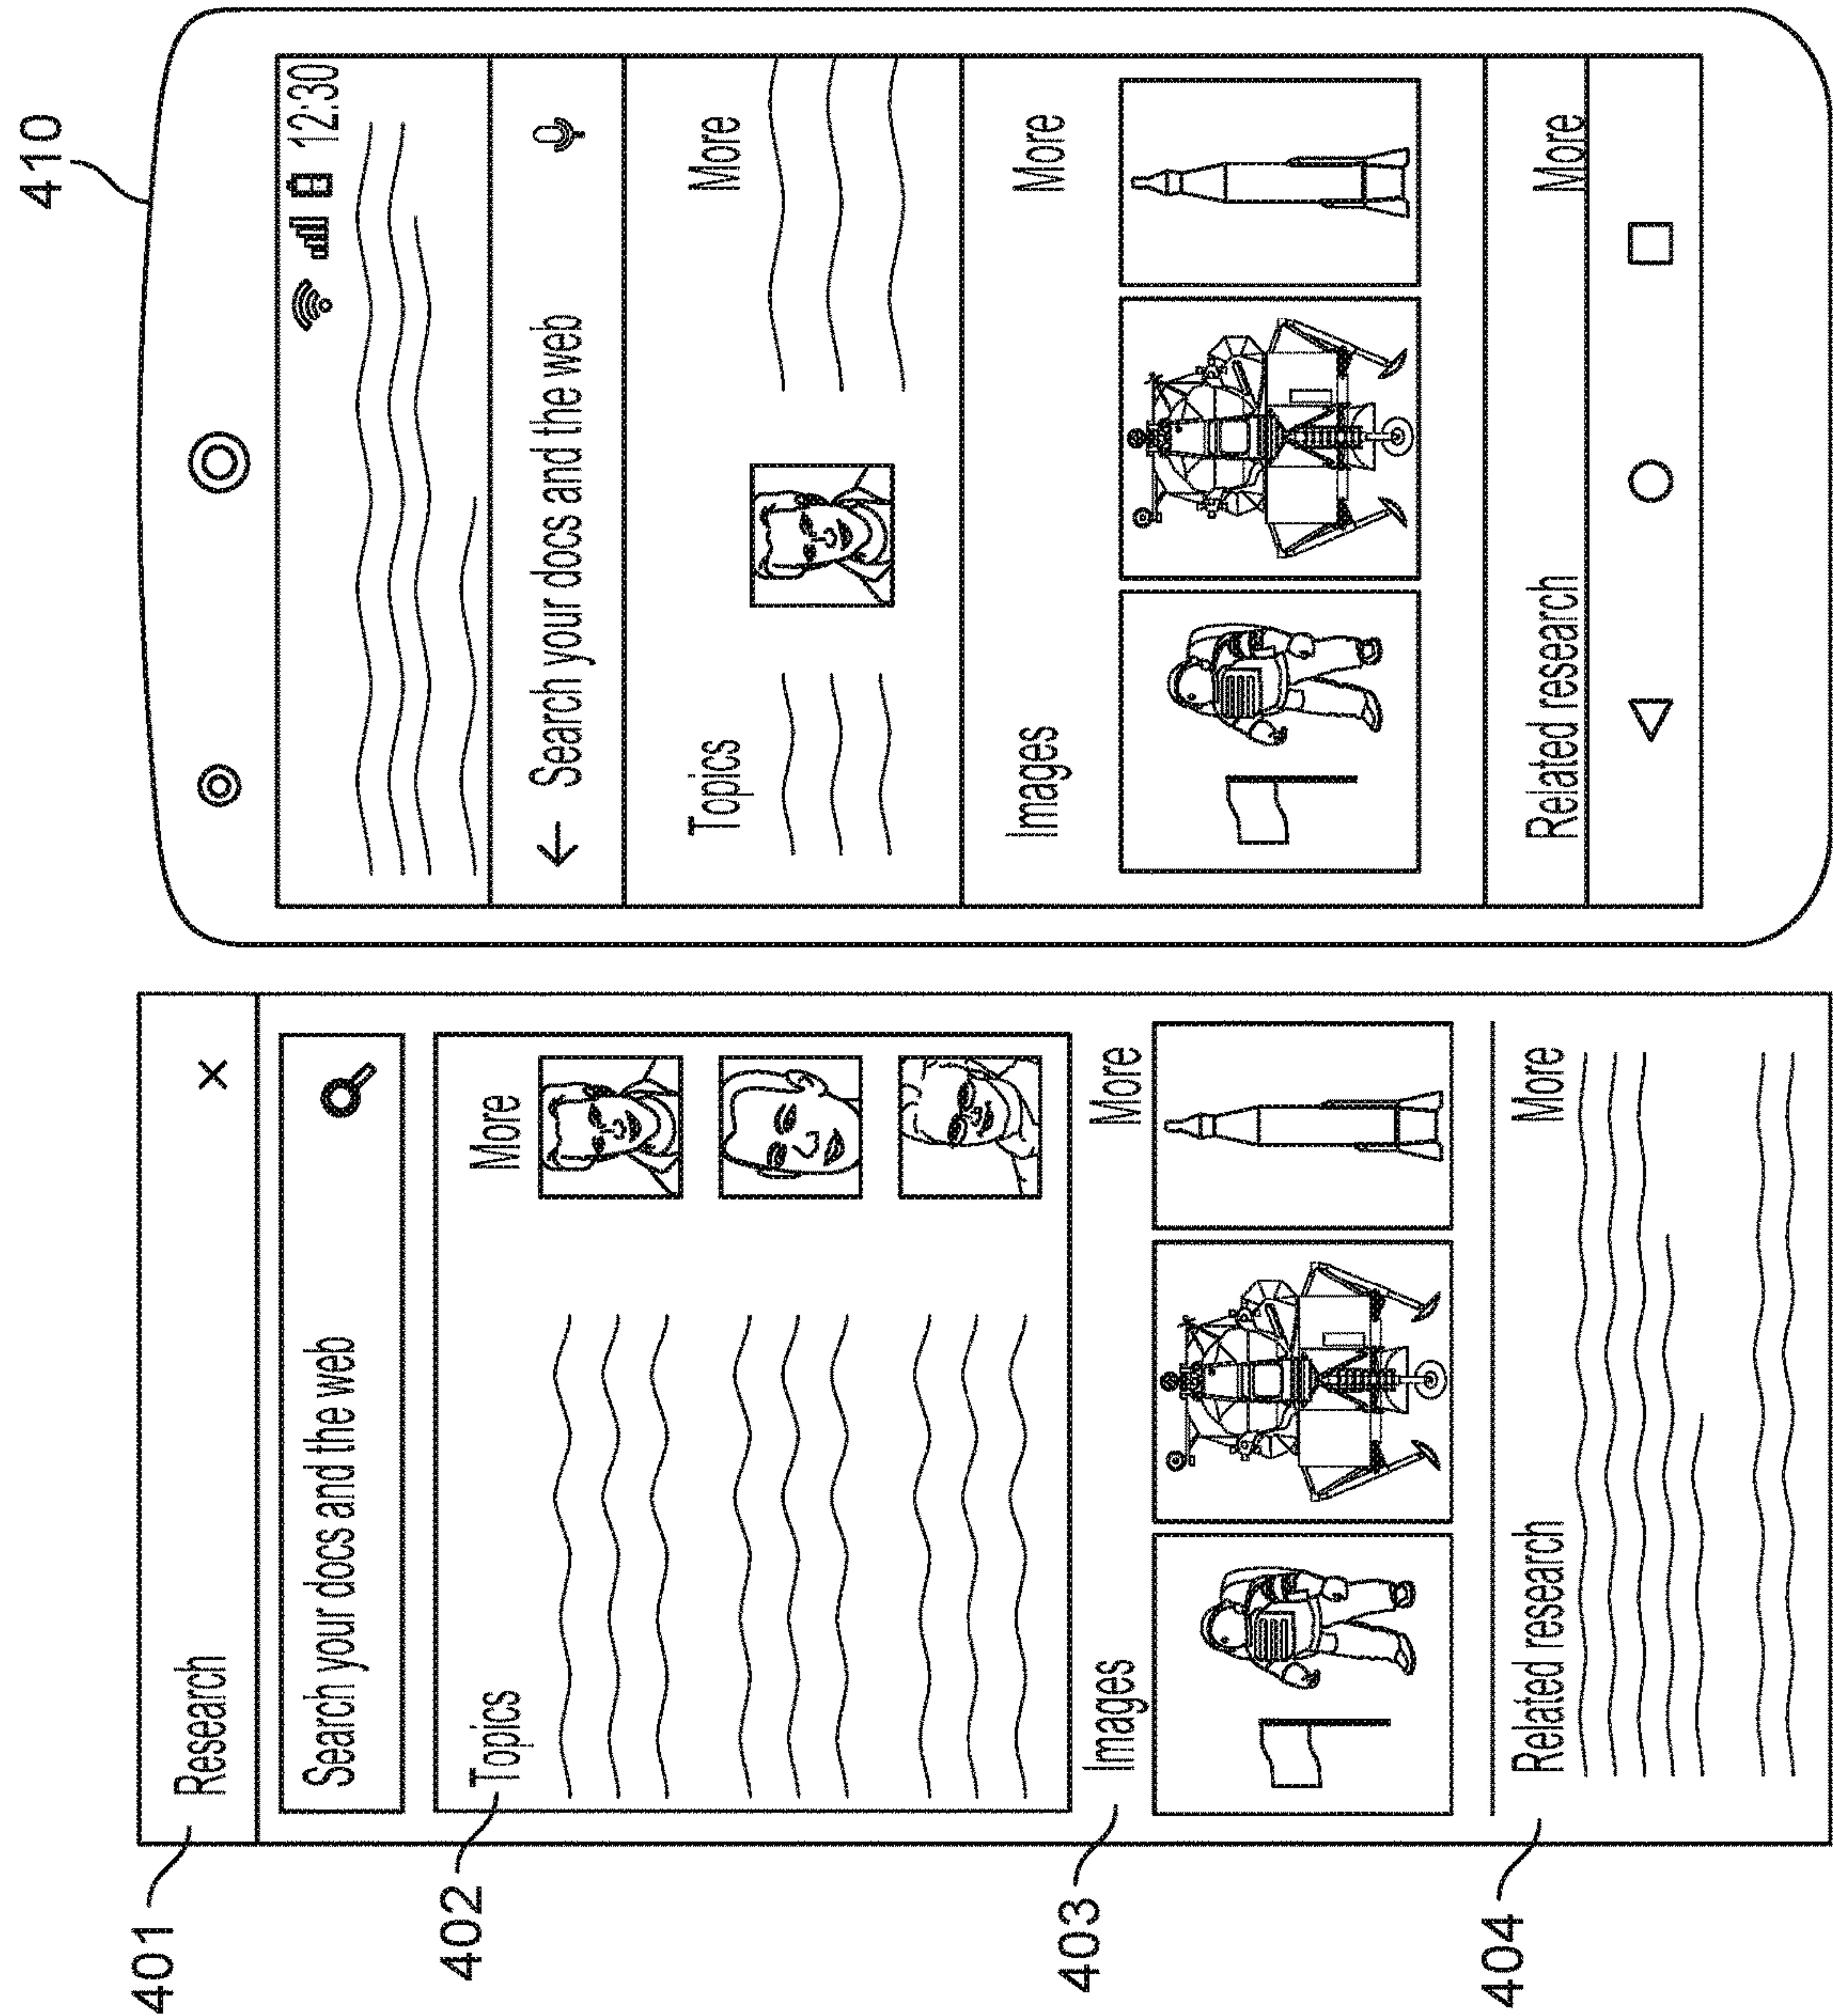 401
Research ×
Search your docs and the web
402
Topics More
403
Images More
404
Related research More
410
12:30
← Search your docs and the web
Topics More
Images More
Related research More